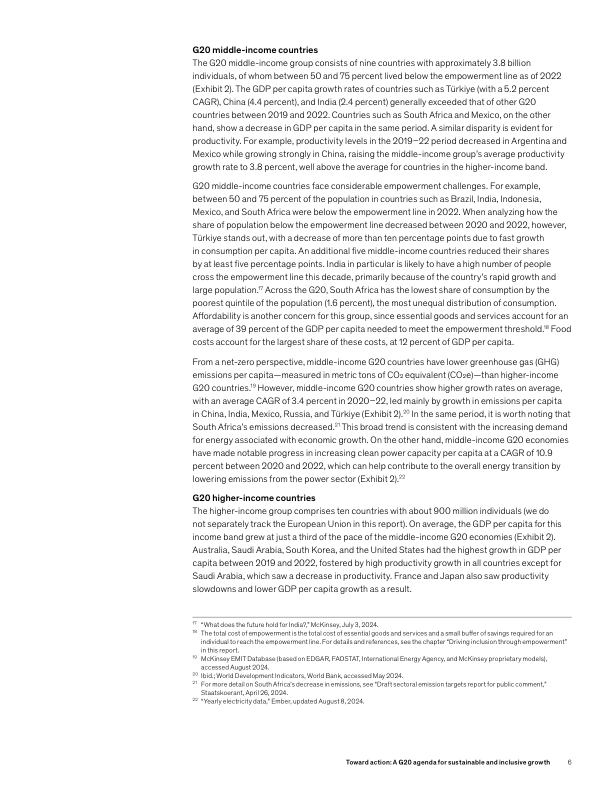 G20 middle-income countries
The G20 middle-income group consists of nine countries with approximately 3.8 billion
individuals, of whom between 50 and 75 percent lived below the empowerment line as of 2022
(Exhibit 2). The GDP per capita growth rates of countries such as Türkiye (with a 5.2 percent
CAGR), China (4.4 percent), and India (2.4 percent) generally exceeded that of other G20
countries between 2019 and 2022. Countries such as South Africa and Mexico, on the other
hand, show a decrease in GDP per capita in the same period. A similar disparity is evident for
productivity. For example, productivity levels in the 2019–22 period decreased in Argentina and
Mexico while growing strongly in China, raising the middle-income group's average productivity
growth rate to 3.8 percent, well above the average for countries in the higher-income band.
G20 middle-income countries face considerable empowerment challenges. For example,
between 50 and 75 percent of the population in countries such as Brazil, India, Indonesia,
Mexico, and South Africa were below the empowerment line in 2022. When analyzing how the
share of population below the empowerment line decreased between 2020 and 2022, however,
Türkiye stands out, with a decrease of more than ten percentage points due to fast growth
in consumption per capita. An additional five middle-income countries reduced their shares
by at least five percentage points. India in particular is likely to have a high number of people
cross the empowerment line this decade, primarily because of the country's rapid growth and
large population.¹⁷ Across the G20, South Africa has the lowest share of consumption by the
poorest quintile of the population (1.6 percent), the most unequal distribution of consumption.
Affordability is another concern for this group, since essential goods and services account for an
average of 39 percent of the GDP per capita needed to meet the empowerment threshold.¹⁸ Food
costs account for the largest share of these costs, at 12 percent of GDP per capita.
From a net-zero perspective, middle-income G20 countries have lower greenhouse gas (GHG)
emissions per capita—measured in metric tons of CO₂ equivalent (CO₂e)—than higher-income
G20 countries.¹⁹ However, middle-income G20 countries show higher growth rates on average,
with an average CAGR of 3.4 percent in 2020–22, led mainly by growth in emissions per capita
in China, India, Mexico, Russia, and Türkiye (Exhibit 2).²⁰ In the same period, it is worth noting that
South Africa's emissions decreased.²¹ This broad trend is consistent with the increasing demand
for energy associated with economic growth. On the other hand, middle-income G20 economies
have made notable progress in increasing clean power capacity per capita at a CAGR of 10.9
percent between 2020 and 2022, which can help contribute to the overall energy transition by
lowering emissions from the power sector (Exhibit 2).²²
G20 higher-income countries
The higher-income group comprises ten countries with about 900 million individuals (we do
not separately track the European Union in this report). On average, the GDP per capita for this
income band grew at just a third of the pace of the middle-income G20 economies (Exhibit 2).
Australia, Saudi Arabia, South Korea, and the United States had the highest growth in GDP per
capita between 2019 and 2022, fostered by high productivity growth in all countries except for
Saudi Arabia, which saw a decrease in productivity. France and Japan also saw productivity
slowdowns and lower GDP per capita growth as a result.
¹⁷ "What does the future hold for India?," McKinsey, July 3, 2024.
¹⁸ The total cost of empowerment is the total cost of essential goods and services and a small buffer of savings required for an
individual to reach the empowerment line. For details and references, see the chapter "Driving inclusion through empowerment"
in this report.
¹⁹ McKinsey EMIT Database (based on EDGAR, FAOSTAT, International Energy Agency, and McKinsey proprietary models),
accessed August 2024.
²⁰ Ibid.; World Development Indicators, World Bank, accessed May 2024.
²¹ For more detail on South Africa's decrease in emissions, see "Draft sectoral emission targets report for public comment,"
Staatskoerant, April 26, 2024.
²² "Yearly electricity data," Ember, updated August 8, 2024.
Toward action: A G20 agenda for sustainable and inclusive growth 6